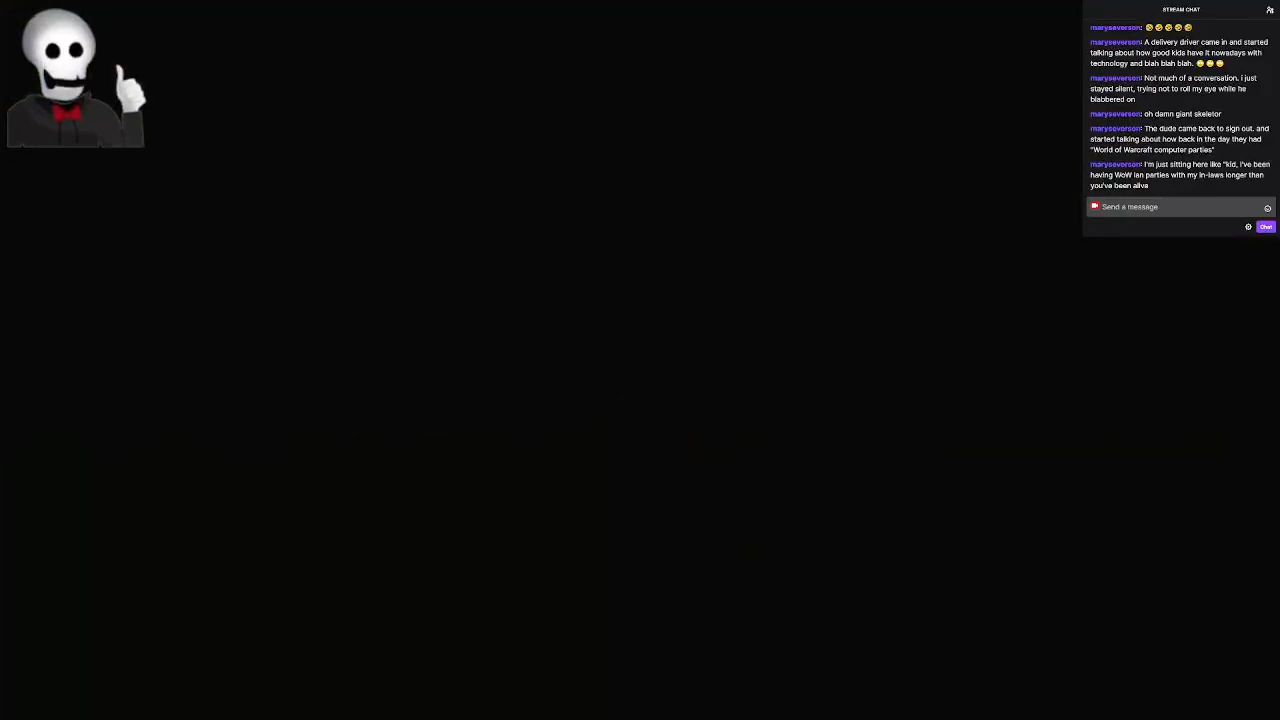 STREAM CHAT
maryseverson: 🤣🤣🤣🤣🤣
maryseverson: A delivery driver came in and started
talking about how good kids have it nowadays with
technology and blah blah blah. 🙄🙄🙄
maryseverson: Not much of a conversation. i just
stayed silent, trying not to roll my eye while he
blabbered on
maryseverson: oh damn giant skeletor
maryseverson: The dude came back to sign out. and
started talking about how back in the day they had
"World of Warcraft computer parties"
maryseverson: I'm just sitting here like "kid, I've been
having WoW lan parties with my in-laws longer than
you've been alive
Send a message
Chat